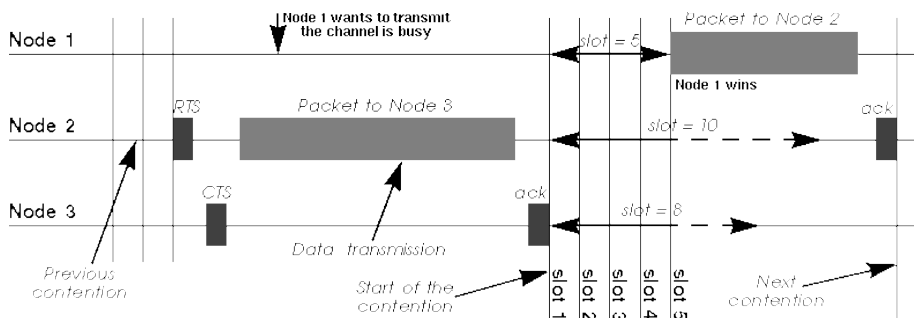 Node 1 wants to transmit
the channel is busy
Packet to Node 2
Node 1
slot = 5
Node 1 wins
RTS
Packet to Node 3
ack
Node 2
slot = 10
CTS
ack
Node 3
slot = 8
Data transmission
Previous
contention
Start of the
contention
slot 1
slot 2
slot 3
slot 4
slot 5
Next
contention